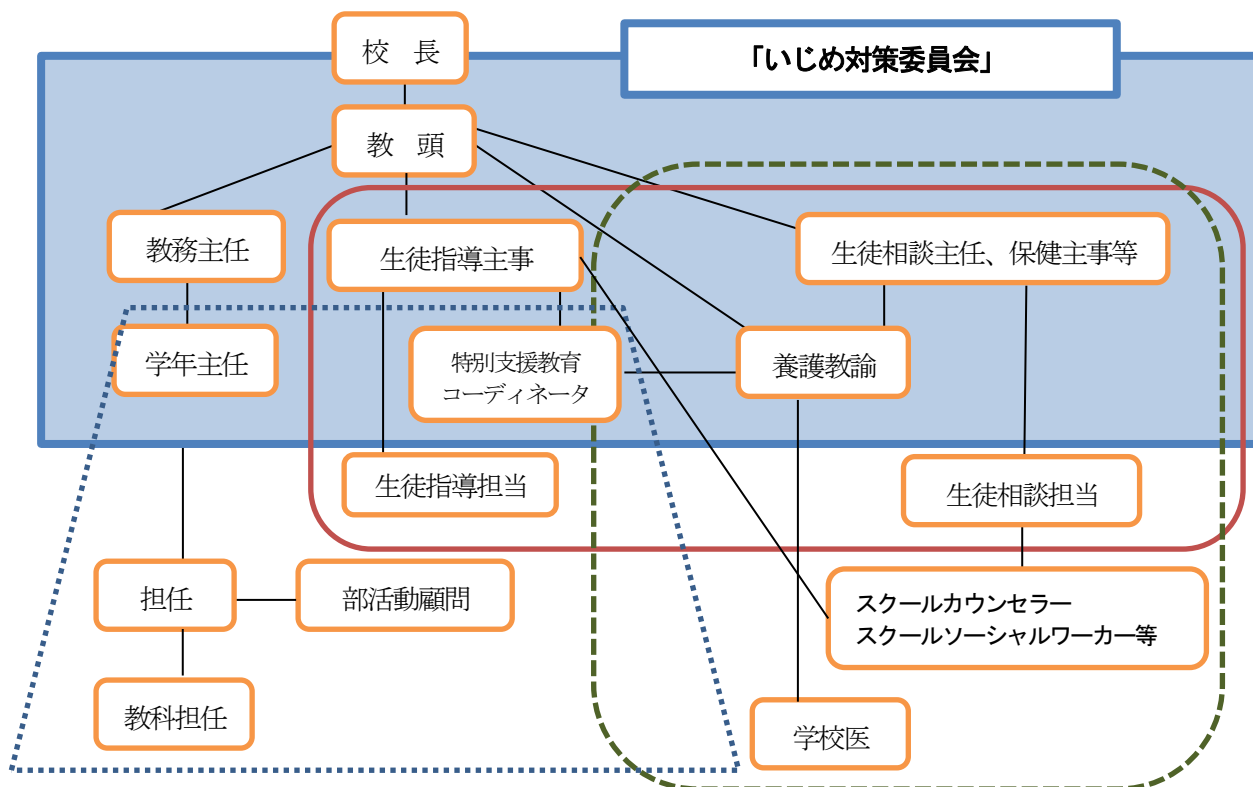 校　長
「いじめ対策委員会」
教　頭
教務主任
生徒指導主事
生徒相談主任、保健主事等
学年主任
特別支援教育
コーディネータ
養護教諭
生徒指導担当
生徒相談担当
担任
部活動顧問
スクールカウンセラー
スクールソーシャルワーカー等
教科担任
学校医